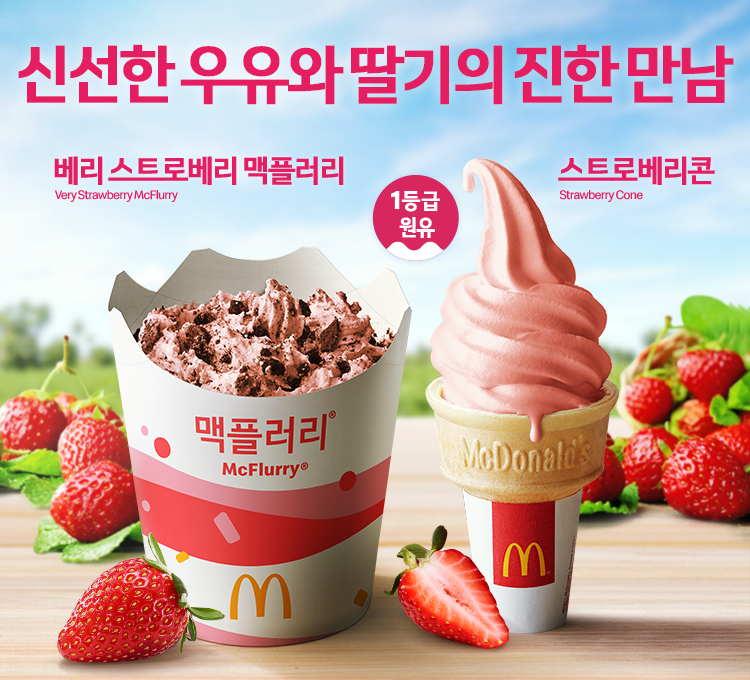 신선한 우유와 딸기의 진한 만남
베리 스트로베리 맥플러리
Very Strawberry McFlurry
스트로베리콘
Strawberry Cone
1등급
원유
맥플러리®
McFlurry®
McDonald's